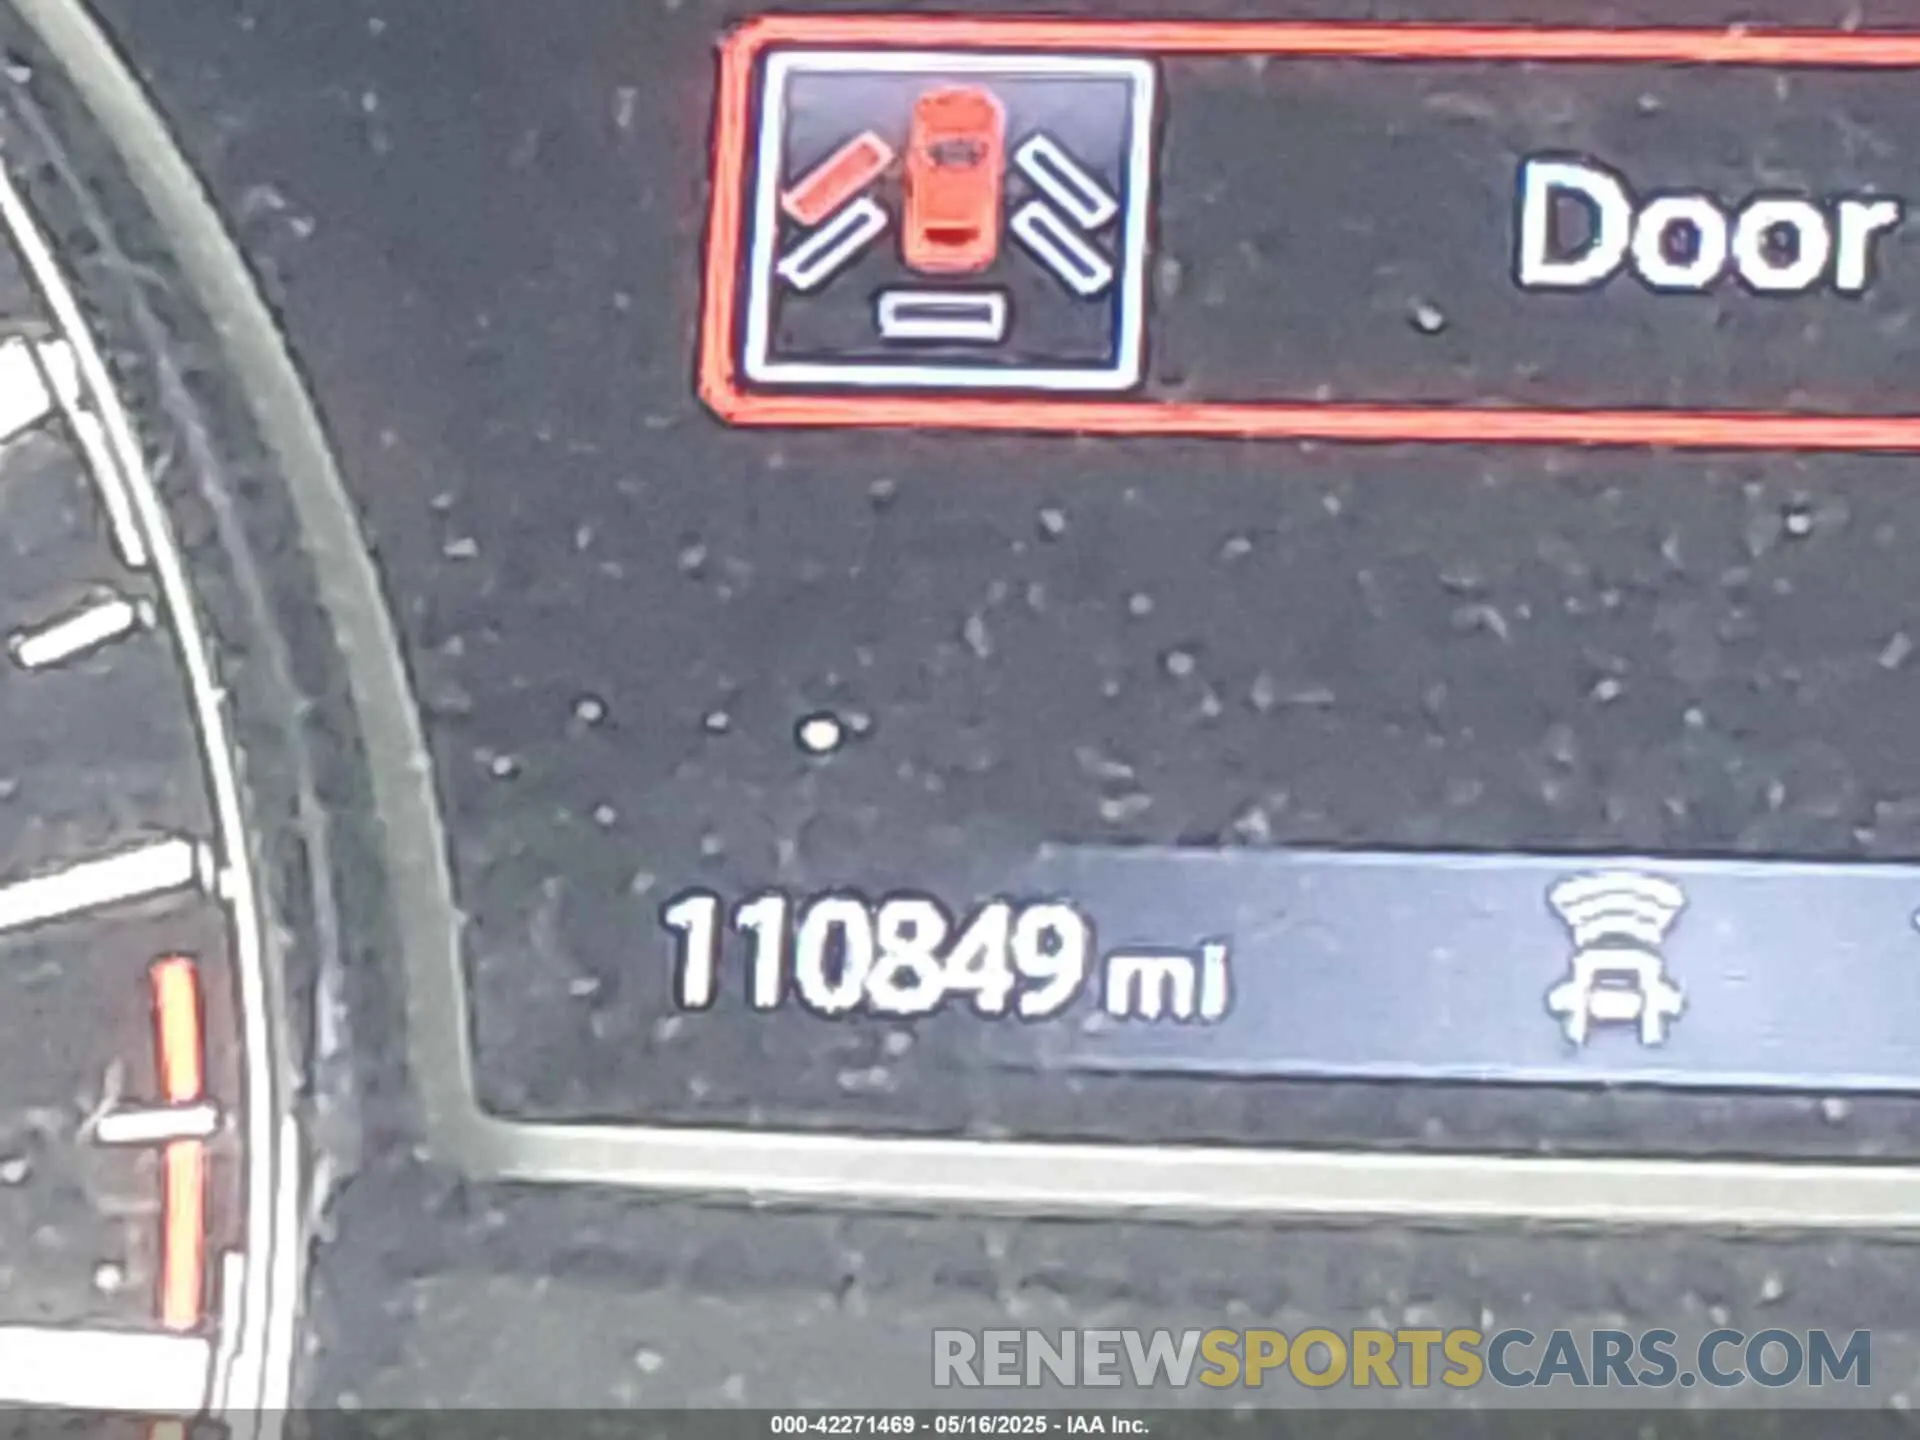 Door
110849 mi
RENEWSPORTSCARS.COM
000-42271469 - 05/16/2025 - IAA Inc.